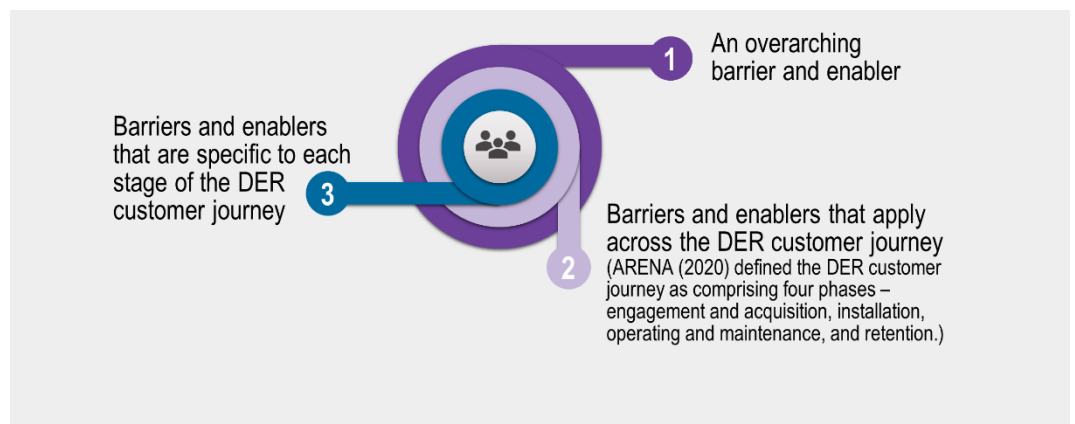 1
An overarching
barrier and enabler
Barriers and enablers
that are specific to each
stage of the DER
customer journey
3
2
Barriers and enablers that apply
across the DER customer journey
(ARENA (2020) defined the DER customer
journey as comprising four phases –
engagement and acquisition, installation,
operating and maintenance, and retention.)